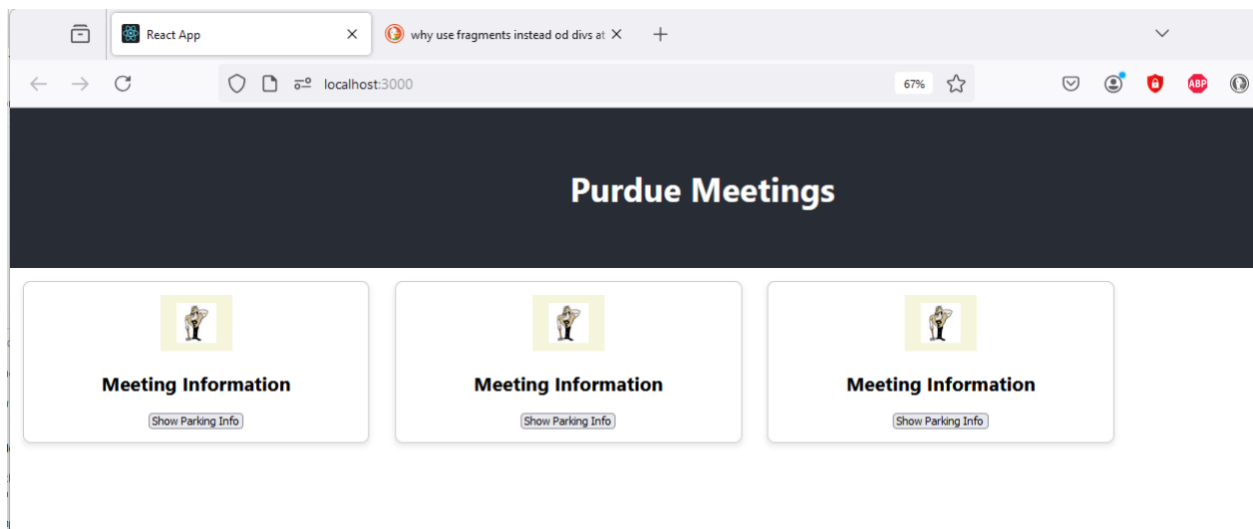 React App
why use fragments instead od divs at
localhost:3000
67%
ABP
Purdue Meetings
Meeting Information
Show Parking Info
Meeting Information
Show Parking Info
Meeting Information
Show Parking Info